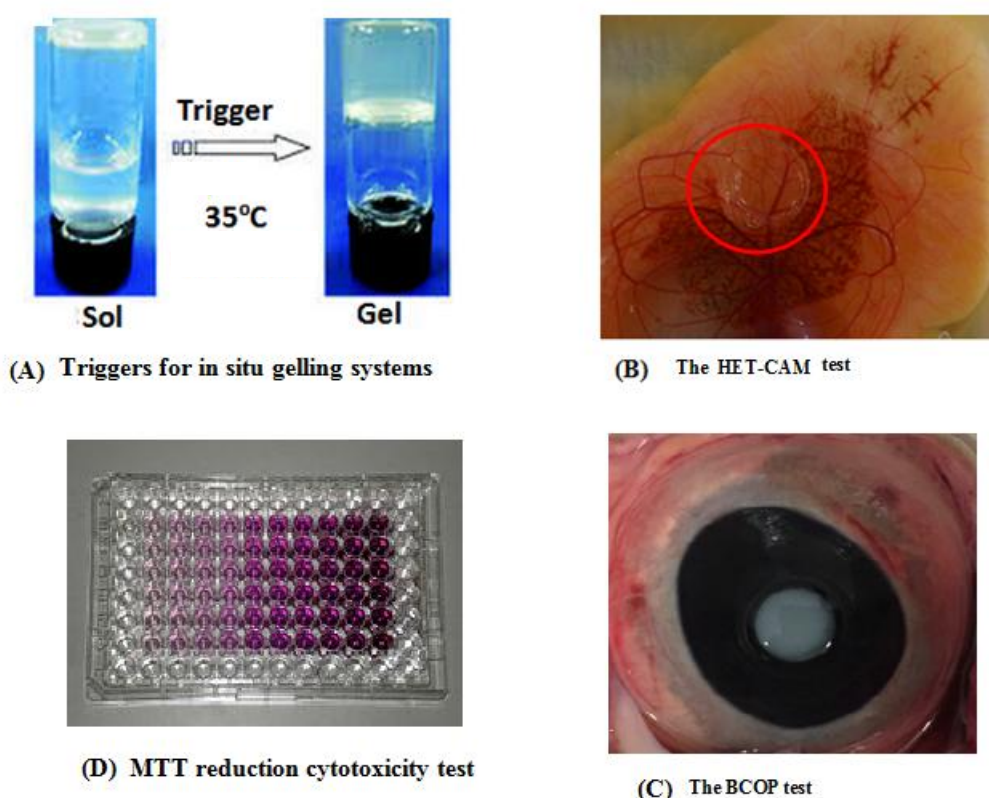 Trigger
35°C
Sol
Gel
(A) Triggers for in situ gelling systems
(B) The HET-CAM test
(D) MTT reduction cytotoxicity test
(C) The BCOP test